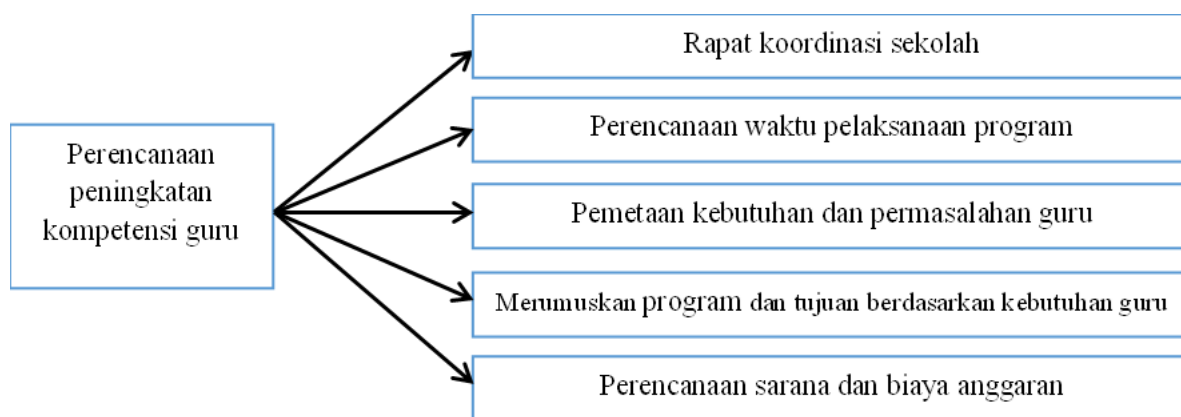 Perencanaan
peningkatan
kompetensi guru
Rapat koordinasi sekolah
Perencanaan waktu pelaksanaan program
Pemetaan kebutuhan dan permasalahan guru
Merumuskan program dan tujuan berdasarkan kebutuhan guru
Perencanaan sarana dan biaya anggaran